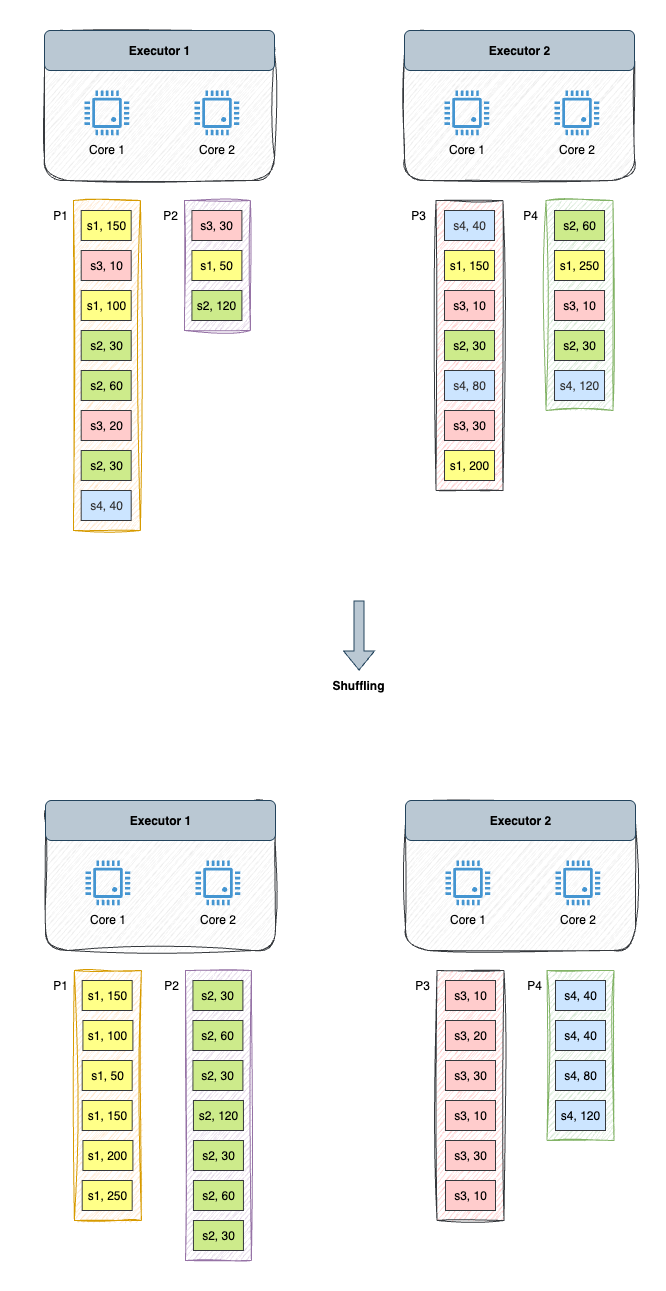 Executor 1
Core 1
Core 2
Executor 2
Core 1
Core 2
P1
s1, 150
s3, 10
s1, 100
s2, 30
s2, 60
s3, 20
s2, 30
s4, 40
P2
s3, 30
s1, 50
s2, 120
P3
s4, 40
s1, 150
s3, 10
s2, 30
s4, 80
s3, 30
s1, 200
P4
s2, 60
s1, 250
s3, 10
s2, 30
s4, 120
Shuffling
Executor 1
Core 1
Core 2
Executor 2
Core 1
Core 2
P1
s1, 150
s1, 100
s1, 50
s1, 150
s1, 200
s1, 250
P2
s2, 30
s2, 60
s2, 30
s2, 120
s2, 30
s2, 60
s2, 30
P3
s3, 10
s3, 20
s3, 30
s3, 10
s3, 30
s3, 10
P4
s4, 40
s4, 40
s4, 80
s4, 120